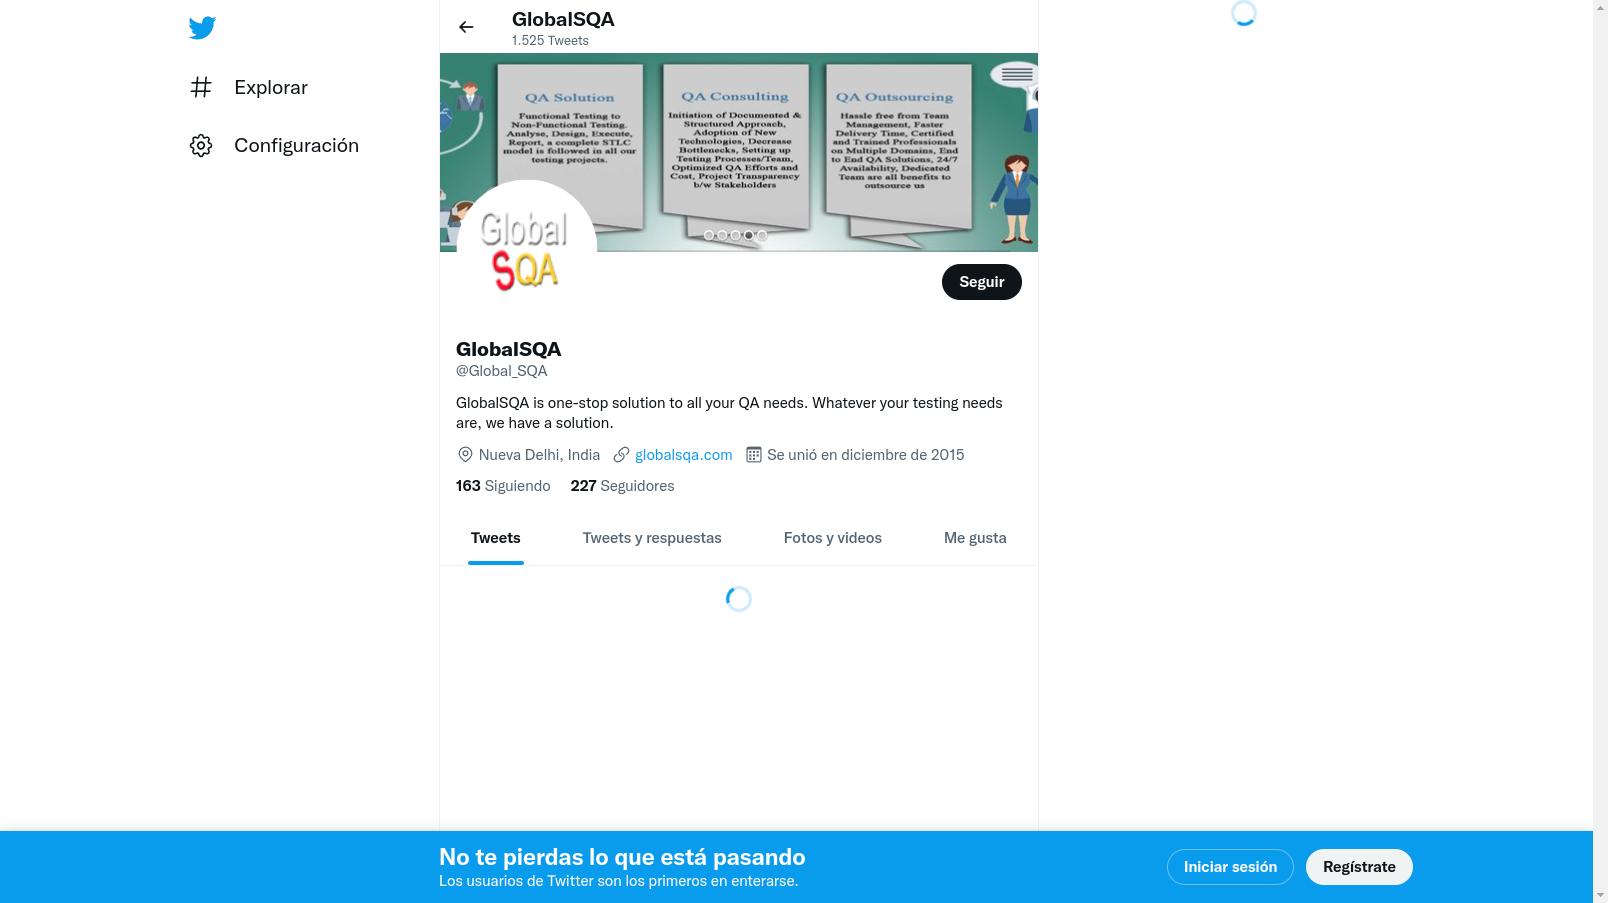 GlobalSQA
1.525 Tweets
Explorar
Configuración
QA Solution
Functional Testing to
Non-Functional Testing.
Analyse, Design, Execute,
Report, a complete STLC
model is followed in all our
testing projects.
QA Consulting
Initiation of Documented &
Structured Approach,
Adoption of New
Technologies, Decrease
Bottlenecks, Setting up
Testing Processes/Team,
Optimized QA Efforts and
Cost, Project Transparency
b/w Stakeholders
QA Outsourcing
Hassle free from Team
Management, Faster
Delivery Time, Certified
and Trained Professionals
on Multiple Domains, End
to End QA Solutions, 24/7
Availability, Dedicated
Team are all benefits to
outsource us
Global
SQA
Seguir
GlobalSQA
@Global_SQA
GlobalSQA is one-stop solution to all your QA needs. Whatever your testing needs
are, we have a solution.
Nueva Delhi, India globalsqa.com Se unió en diciembre de 2015
163 Siguiendo 227 Seguidores
Tweets Tweets y respuestas Fotos y videos Me gusta
No te pierdas lo que está pasando
Los usuarios de Twitter son los primeros en enterarse.
Iniciar sesión Regístrate